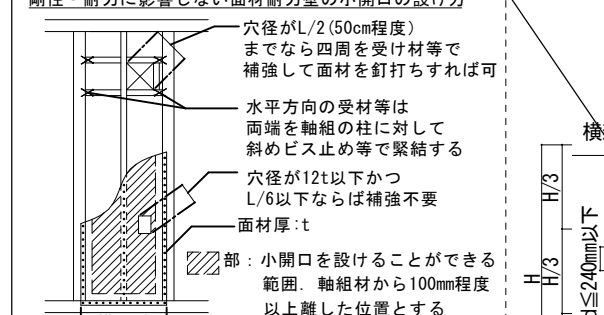 剛性・耐力に影響しない面材耐力壁の小開口の設け方
穴径がL/2(50cm程度)
までなら四周を受け材等で
補強して面材を釘打ちすれば可
水平方向の受材等は
両端を軸組の柱に対して
斜めビス止め等で緊結する
穴径が12t以下かつ
L/6以下ならば補強不要
面材厚:t
部:小開口を設けることができる
範囲. 軸組材から100mm程度
以上離した位置とする
H/3
H/3
H
d≦240mm以下